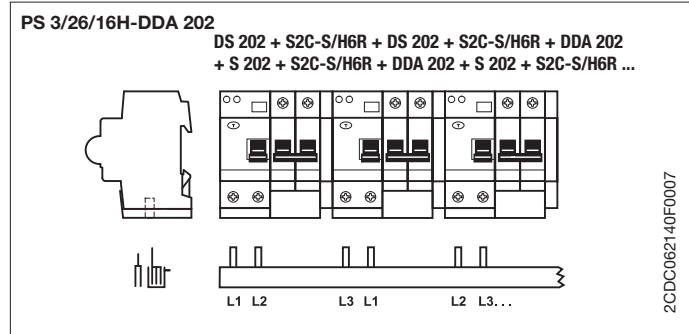 PS 3/26/16H-DDA 202
DS 202 + S2C-S/H6R + DS 202 + S2C-S/H6R + DDA 202
+ S 202 + S2C-S/H6R + DDA 202 + S 202 + S2C-S/H6R ...
T T T
L1 L2 L3 L1 L2 L3...
2CDC062140F0007